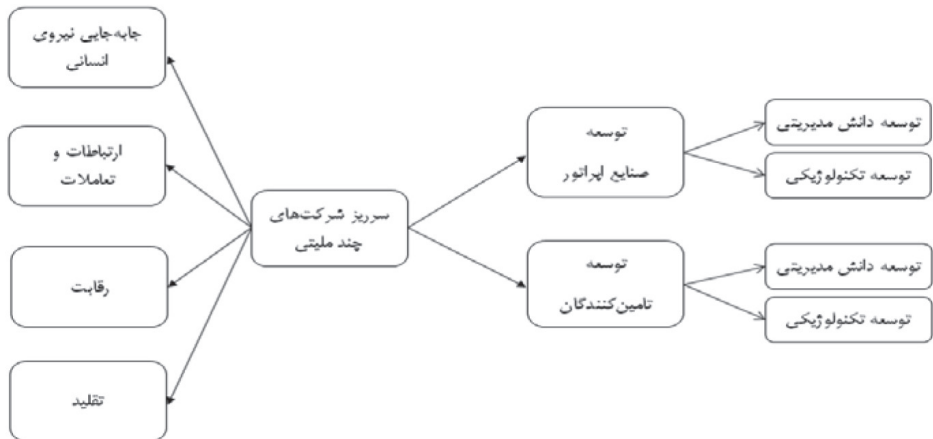 جابه‌جایی نیروی
انسانی
ارتباطات و
تعاملات
رقابت
تقلید
سرریز شرکت‌های
چند ملیتی
توسعه
صنایع اپراتور
توسعه
تامین‌کنندگان
توسعه دانش مدیریتی
توسعه تکنولوژیکی
توسعه دانش مدیریتی
توسعه تکنولوژیکی